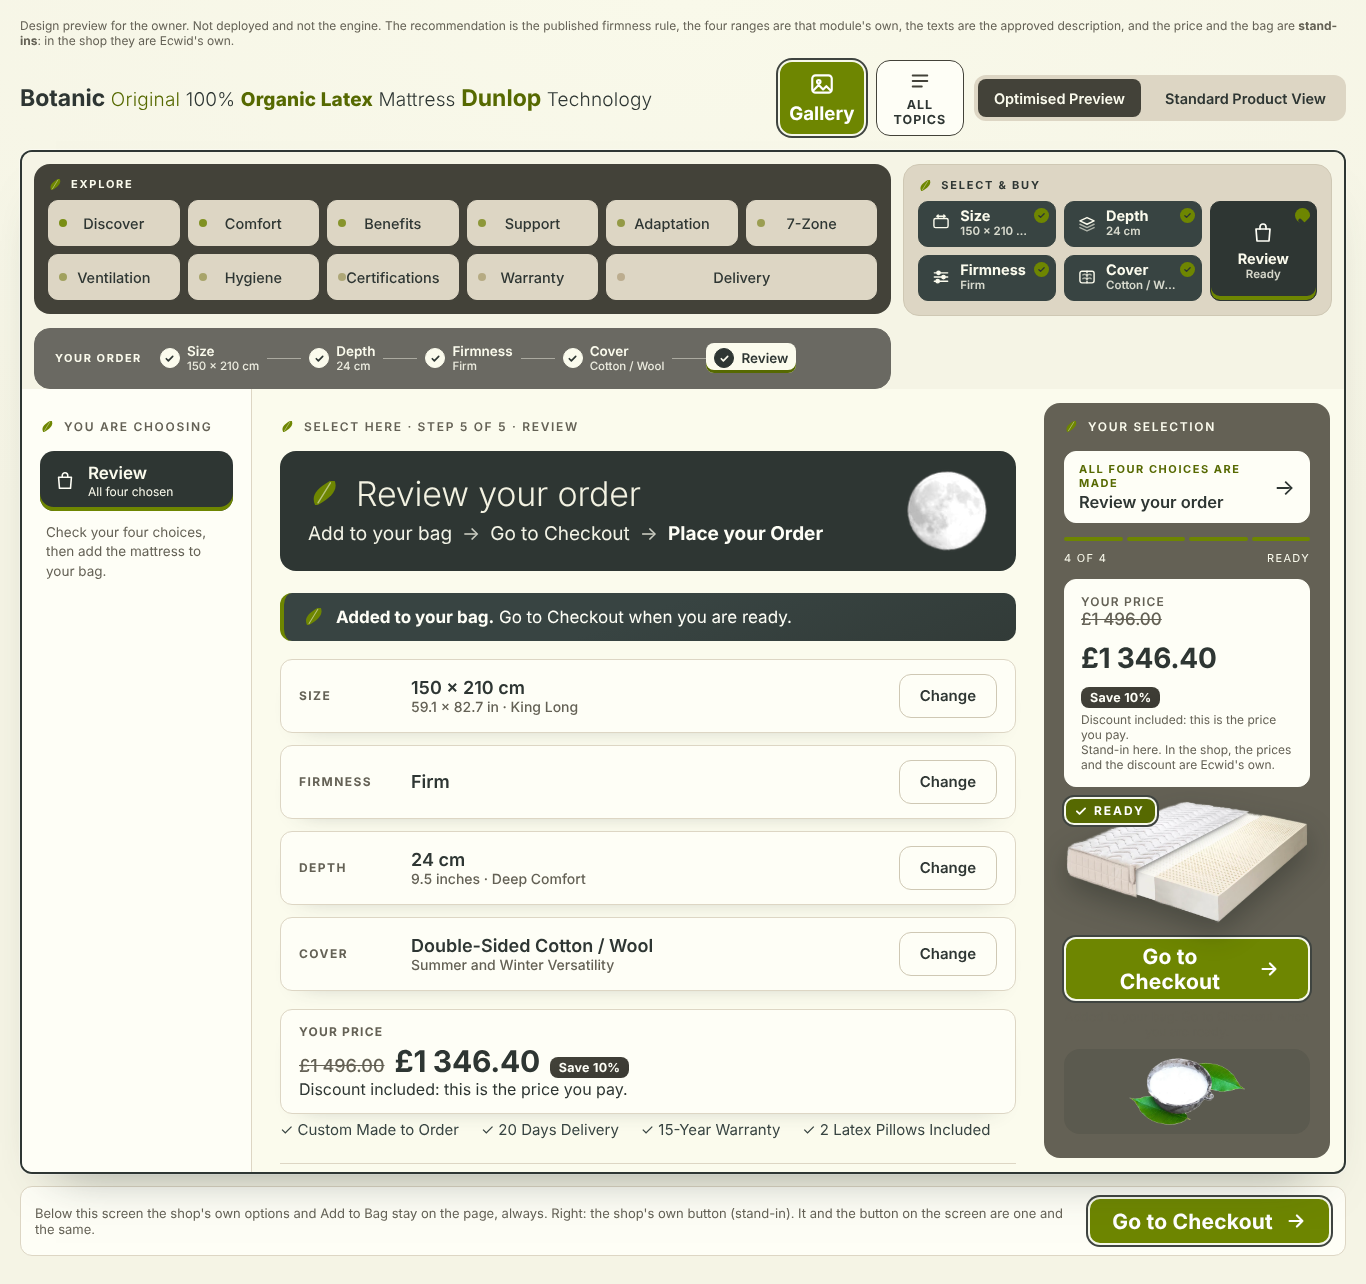 Design preview for the owner. Not deployed and not the engine. The recommendation is the published firmness rule, the four ranges are that module's own, the texts are the approved description, and the price and the bag are stand-
ins: in the shop they are Ecwid's own.
Botanic Original 100% Organic Latex Mattress Dunlop Technology
Gallery
ALL
TOPICS
Optimised Preview
Standard Product View
EXPLORE
Discover
Comfort
Benefits
Support
Adaptation
7-Zone
Ventilation
Hygiene
Certifications
Warranty
Delivery
SELECT & BUY
Size
150 × 210 ...
Depth
24 cm
Firmness
Firm
Cover
Cotton / W...
Review
Ready
YOUR ORDER
Size
150 × 210 cm
Depth
24 cm
Firmness
Firm
Cover
Cotton / Wool
Review
YOU ARE CHOOSING
Review
All four chosen
Check your four choices,
then add the mattress to
your bag.
SELECT HERE · STEP 5 OF 5 · REVIEW
Review your order
Add to your bag → Go to Checkout → Place your Order
Added to your bag. Go to Checkout when you are ready.
SIZE
150 × 210 cm
59.1 × 82.7 in · King Long
Change
FIRMNESS
Firm
Change
DEPTH
24 cm
9.5 inches · Deep Comfort
Change
COVER
Double-Sided Cotton / Wool
Summer and Winter Versatility
Change
YOUR PRICE
£1 496.00 £1 346.40 Save 10%
Discount included: this is the price you pay.
✓ Custom Made to Order ✓ 20 Days Delivery ✓ 15-Year Warranty ✓ 2 Latex Pillows Included
YOUR SELECTION
ALL FOUR CHOICES ARE
MADE
Review your order →
4 OF 4
READY
YOUR PRICE
£1 496.00
£1 346.40
Save 10%
Discount included: this is the price
you pay.
Stand-in here. In the shop, the prices
and the discount are Ecwid's own.
✓ READY
Go to
Checkout →
Below this screen the shop's own options and Add to Bag stay on the page, always. Right: the shop's own button (stand-in). It and the button on the screen are one and
the same.
Go to Checkout →